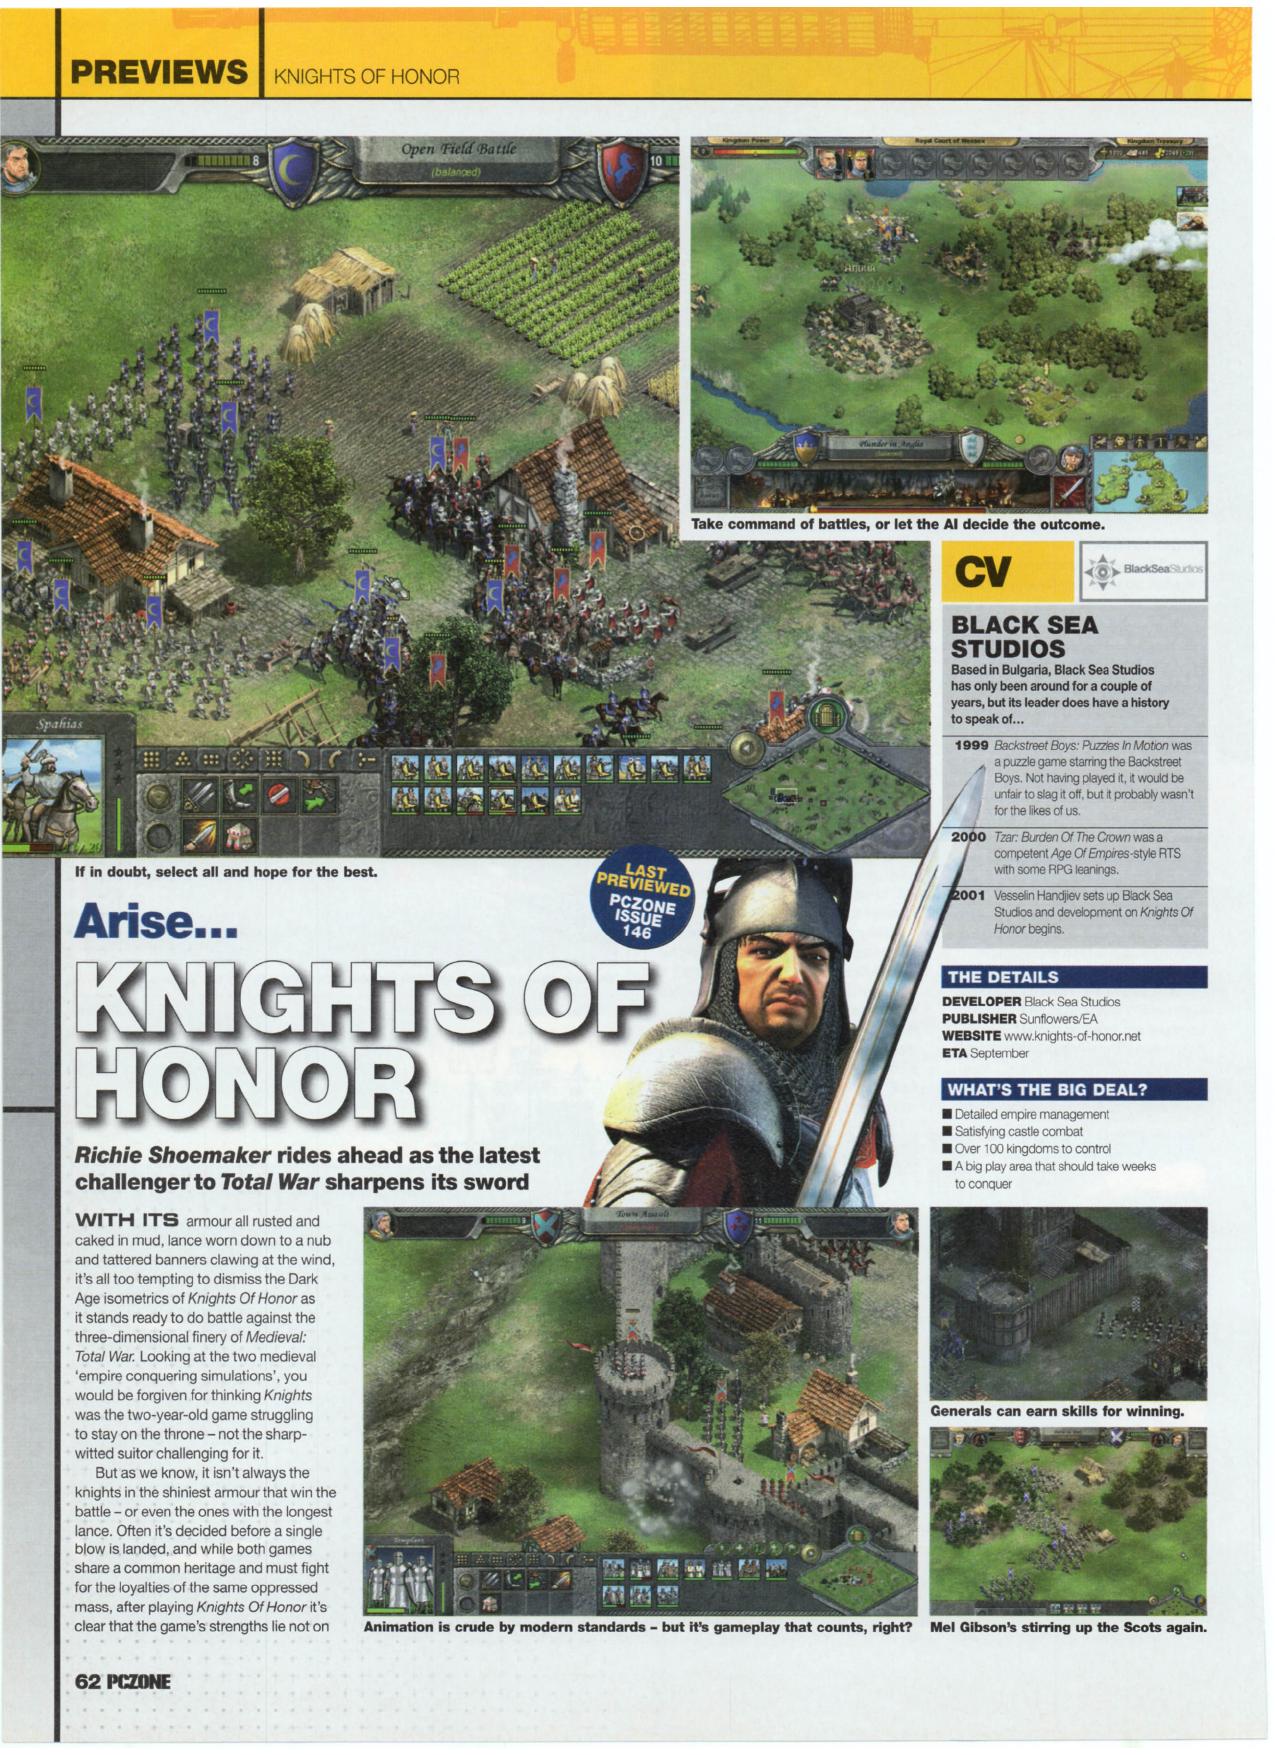 PREVIEWS
KNIGHTS OF HONOR
8
Open Field Battle
(balanced)
10
Kingdom Power
Royal Court of Wessex
Kingdom Treasury
Anglia
Plunder in Anglia
(balanced)
Take command of battles, or let the AI decide the outcome.
Spahias
If in doubt, select all and hope for the best.
CV
BlackSeaStudios
BLACK SEA
STUDIOS
Based in Bulgaria, Black Sea Studios
has only been around for a couple of
years, but its leader does have a history
to speak of...
1999 Backstreet Boys: Puzzles In Motion was
a puzzle game starring the Backstreet
Boys. Not having played it, it would be
unfair to slag it off, but it probably wasn't
for the likes of us.
2000 Tzar: Burden Of The Crown was a
competent Age Of Empires-style RTS
with some RPG leanings.
2001 Vesselin Handjiev sets up Black Sea
Studios and development on Knights Of
Honor begins.
THE DETAILS
DEVELOPER Black Sea Studios
PUBLISHER Sunflowers/EA
WEBSITE www.knights-of-honor.net
ETA September
WHAT'S THE BIG DEAL?
■ Detailed empire management
■ Satisfying castle combat
■ Over 100 kingdoms to control
■ A big play area that should take weeks
to conquer
LAST
PREVIEWED
PCZONE
ISSUE
146
Arise...
KNIGHTS OF
HONOR
Richie Shoemaker rides ahead as the latest
challenger to Total War sharpens its sword
WITH ITS armour all rusted and
caked in mud, lance worn down to a nub
and tattered banners clawing at the wind,
it's all too tempting to dismiss the Dark
Age isometrics of Knights Of Honor as
it stands ready to do battle against the
three-dimensional finery of Medieval:
Total War. Looking at the two medieval
'empire conquering simulations', you
would be forgiven for thinking Knights
was the two-year-old game struggling
to stay on the throne – not the sharp-
witted suitor challenging for it.
But as we know, it isn't always the
knights in the shiniest armour that win the
battle – or even the ones with the longest
lance. Often it's decided before a single
blow is landed, and while both games
share a common heritage and must fight
for the loyalties of the same oppressed
mass, after playing Knights Of Honor it's
clear that the game's strengths lie not on
9
Town Assault
11
Templars
Animation is crude by modern standards – but it's gameplay that counts, right?
Generals can earn skills for winning.
Mel Gibson's stirring up the Scots again.
62 PCZONE